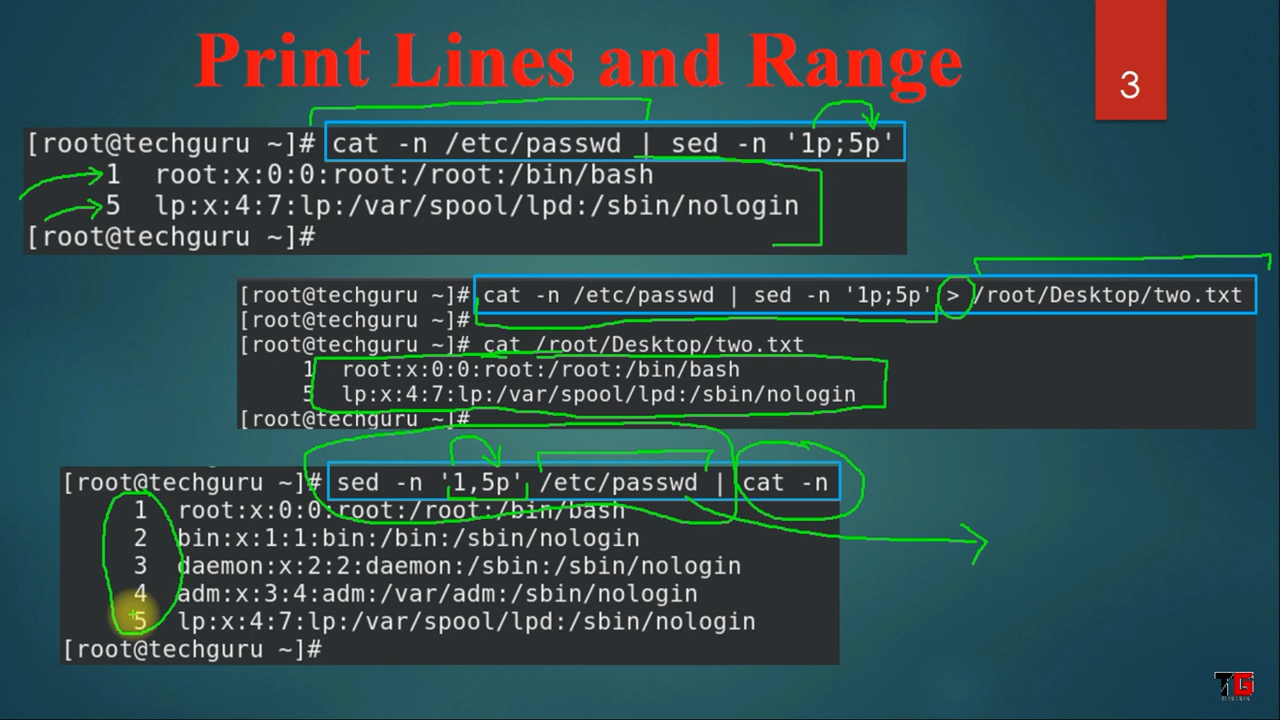 Print Lines and Range
3
[root@techguru ~]# cat -n /etc/passwd | sed -n '1p;5p'
1 root:x:0:0:root:/root:/bin/bash
5 lp:x:4:7:lp:/var/spool/lpd:/sbin/nologin
[root@techguru ~]#
[root@techguru ~]# cat -n /etc/passwd | sed -n '1p;5p' > /root/Desktop/two.txt
[root@techguru ~]#
[root@techguru ~]# cat /root/Desktop/two.txt
1 root:x:0:0:root:/root:/bin/bash
5 lp:x:4:7:lp:/var/spool/lpd:/sbin/nologin
[root@techguru ~]#
[root@techguru ~]# sed -n '1,5p' /etc/passwd | cat -n
1 root:x:0:0:root:/root:/bin/bash
2 bin:x:1:1:bin:/bin:/sbin/nologin
3 daemon:x:2:2:daemon:/sbin:/sbin/nologin
4 adm:x:3:4:adm:/var/adm:/sbin/nologin
5 lp:x:4:7:lp:/var/spool/lpd:/sbin/nologin
[root@techguru ~]#
TG